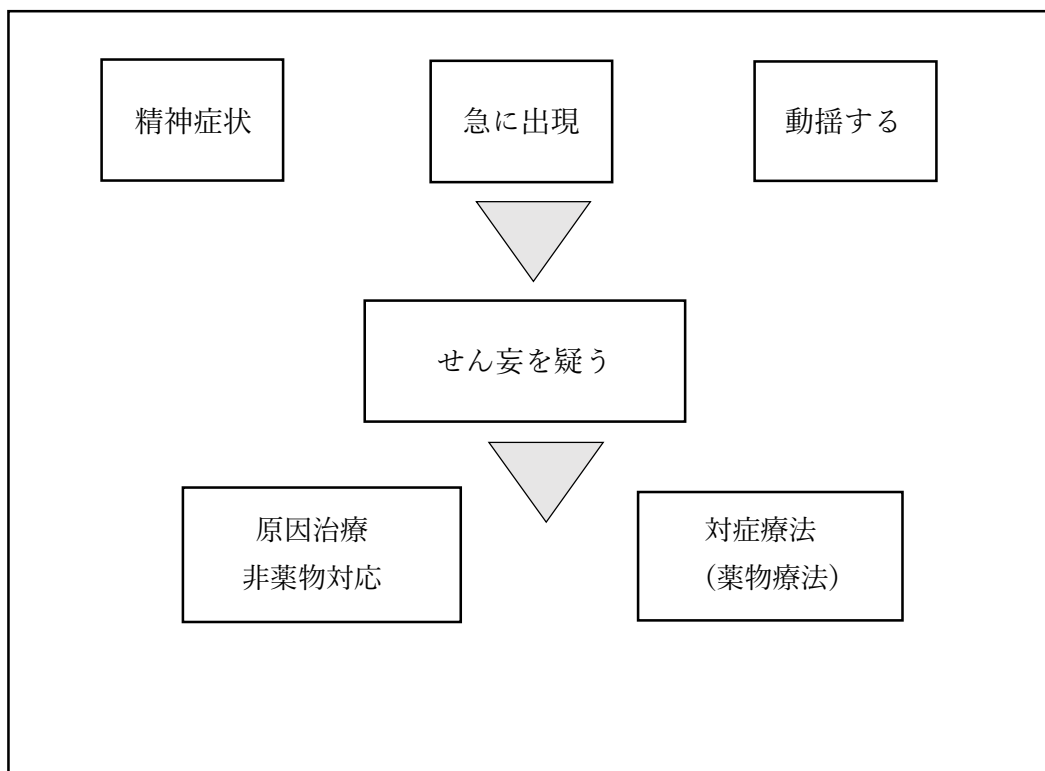 精神症状
急に出現
動揺する
せん妄を疑う
原因治療
非薬物対応
対症療法
(薬物療法)